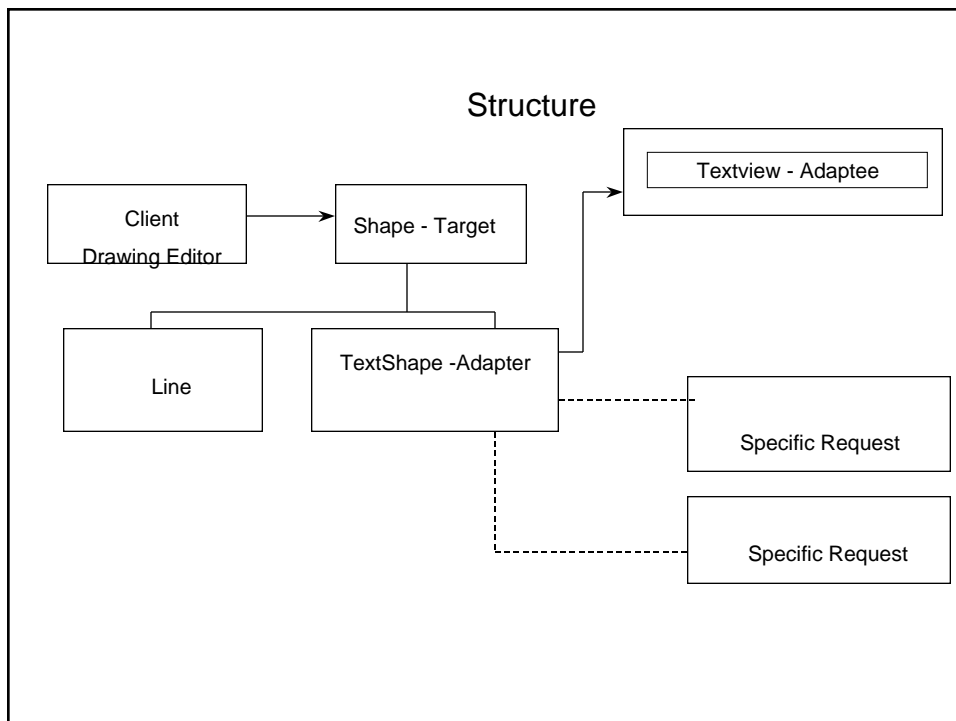 Structure
Textview - Adaptee
Client
Drawing Editor
Shape - Target
Line
TextShape -Adapter
Specific Request
Specific Request